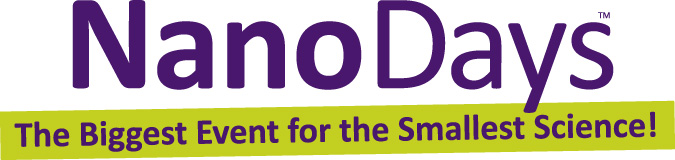 NanoDays™
The Biggest Event for the Smallest Science!